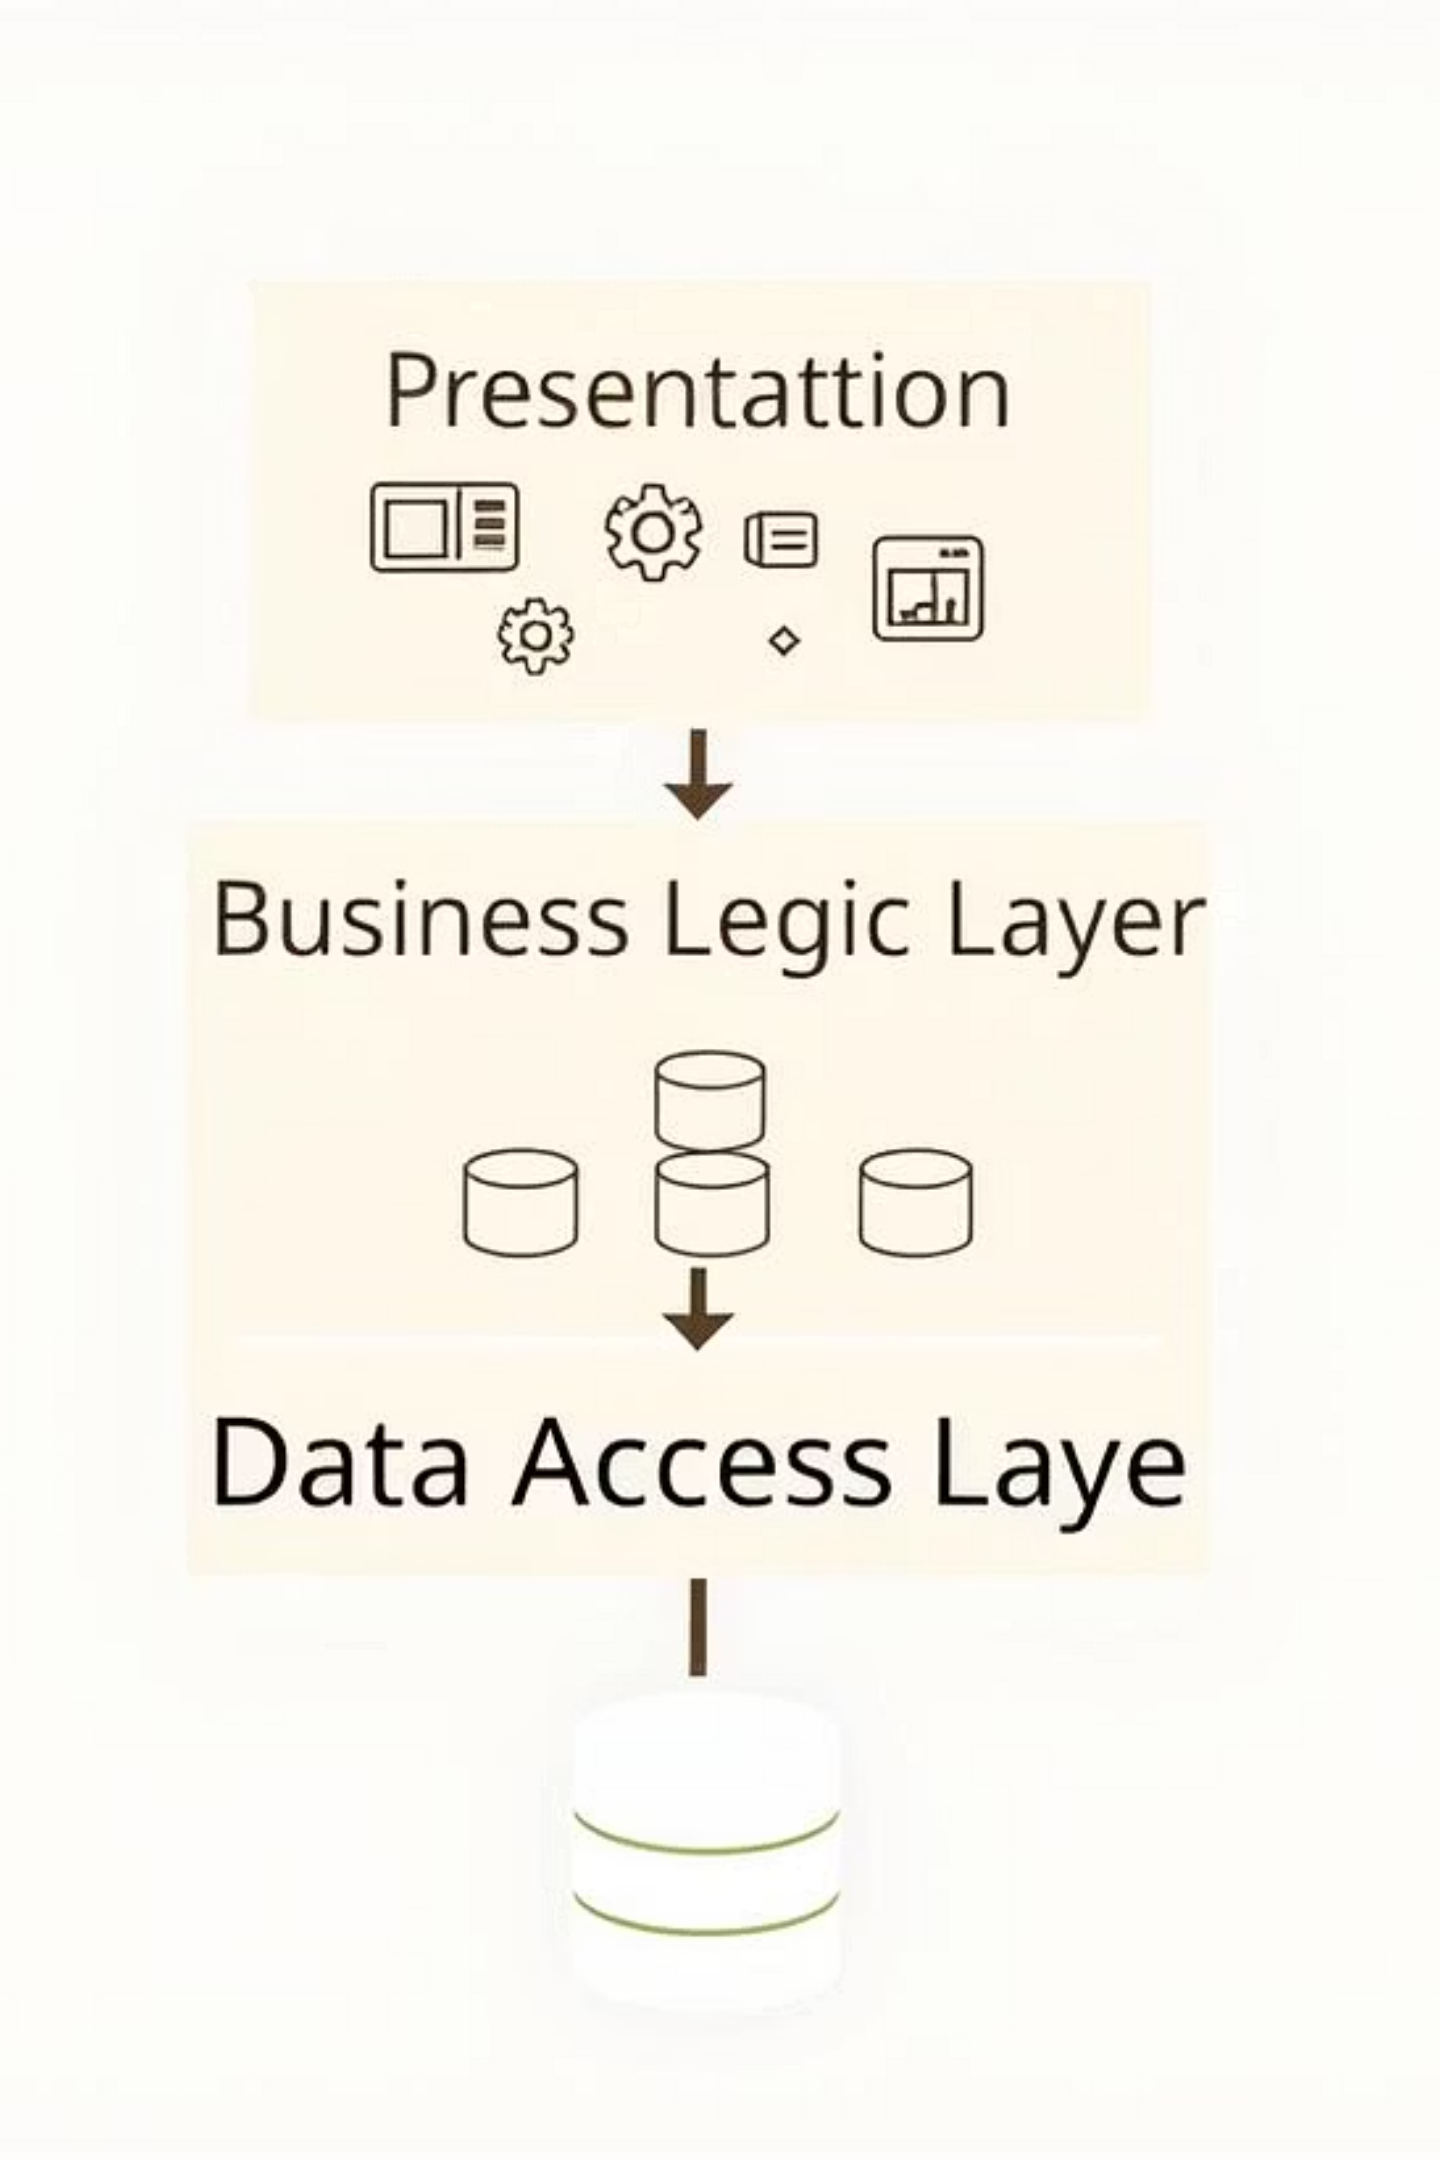 Presentattion
Business Legic Layer
Data Access Laye